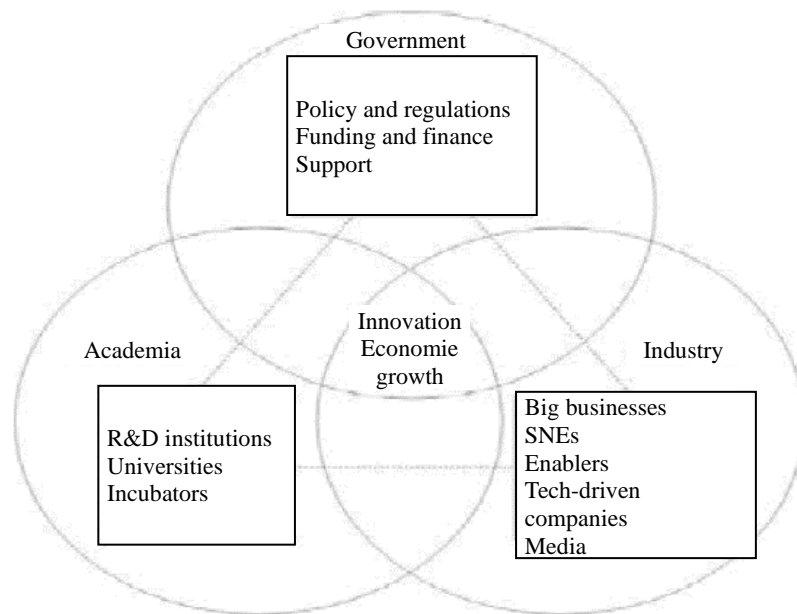 Government
Policy and regulations
Funding and finance
Support
Innovation
Economie
growth
Academia
Industry
R&D institutions
Universities
Incubators
Big businesses
SNEs
Enablers
Tech-driven
companies
Media